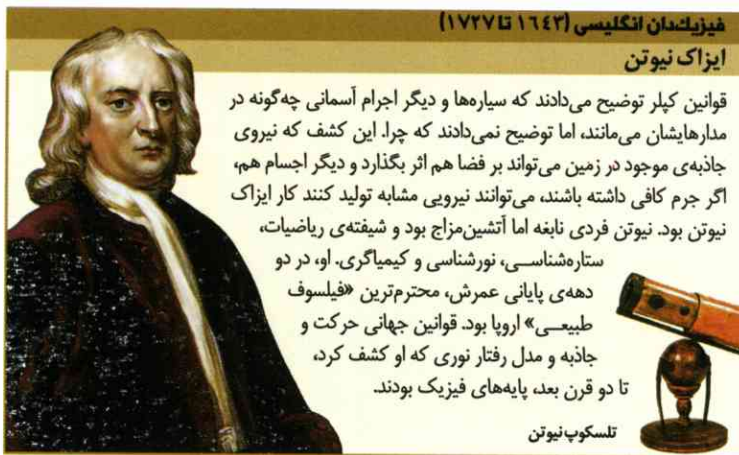 فیزیک‌دان انگلیسی (۱۶۴۳ تا ۱۷۲۷)
ایزاک نیوتن
قوانین کپلر توضیح می‌دادند که سیاره‌ها و دیگر اجرام آسمانی چه‌گونه در
مدارهایشان می‌مانند، اما توضیح نمی‌دادند که چرا. این کشف که نیروی
جاذبه‌ی موجود در زمین می‌تواند بر فضا هم اثر بگذارد و دیگر اجسام هم،
اگر جرم کافی داشته باشند، می‌توانند نیرویی مشابه تولید کنند کار ایزاک
نیوتن بود. نیوتن فردی نابغه اما آتشین‌مزاج بود و شیفته‌ی ریاضیات،
ستاره‌شناسی، نورشناسی و کیمیاگری. او، در دو
دهه‌ی پایانی عمرش، محترم‌ترین «فیلسوف
طبیعی» اروپا بود. قوانین جهانی حرکت و
جاذبه و مدل رفتار نوری که او کشف کرد،
تا دو قرن بعد، پایه‌های فیزیک بودند.
تلسکوپ نیوتن